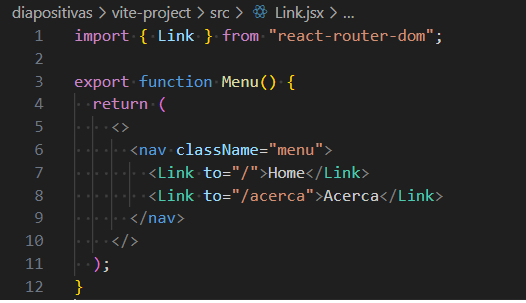 diapositivas > vite-project > src > Link.jsx > ...
1 import { Link } from "react-router-dom";
2
3 export function Menu() {
4   return (
5     <>
6       <nav className="menu">
7         <Link to="/">Home</Link>
8         <Link to="/acerca">Acerca</Link>
9       </nav>
10     </>
11   );
12 }